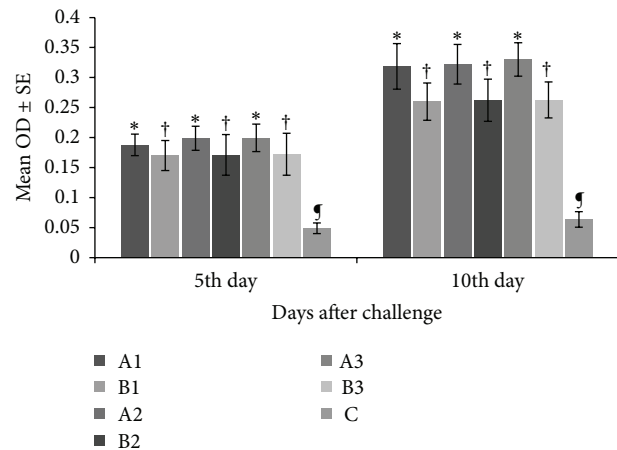 0.4
0.35
0.3
0.25
0.2
0.15
0.1
0.05
0
Mean OD ± SE
* † * † * † ¶
* † * † * † ¶
5th day 10th day
Days after challenge
A1 A3
B1 B3
A2 C
B2